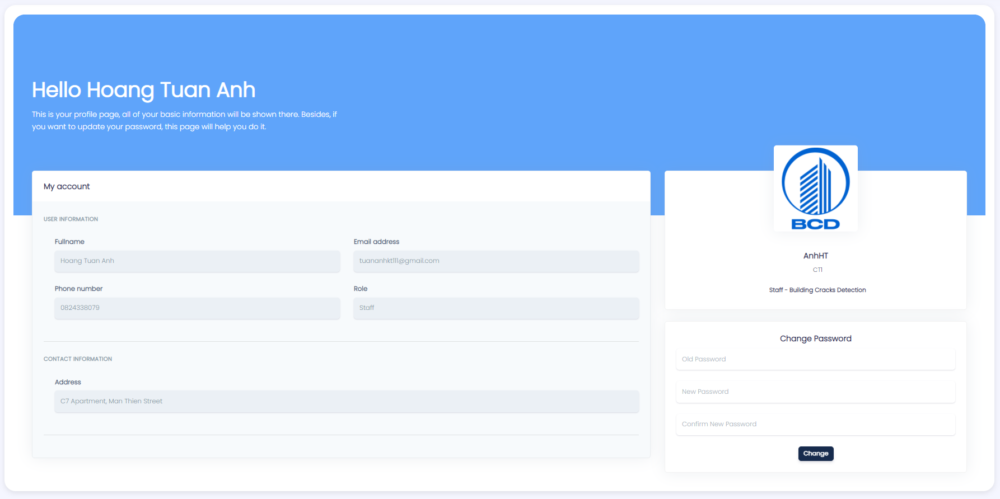 Hello Hoang Tuan Anh
This is your profile page, all of your basic information will be shown there. Besides, if
you want to update your password, this page will help you do it.
My account
USER INFORMATION
Fullname
Email address
Hoang Tuan Anh
tuananhkt111@gmail.com
Phone number
Role
0824338079
Staff
CONTACT INFORMATION
Address
C7 Apartment, Man Thien Street
BCD
AnhHT
CT1
Staff - Building Cracks Detection
Change Password
Old Password
New Password
Confirm New Password
Change